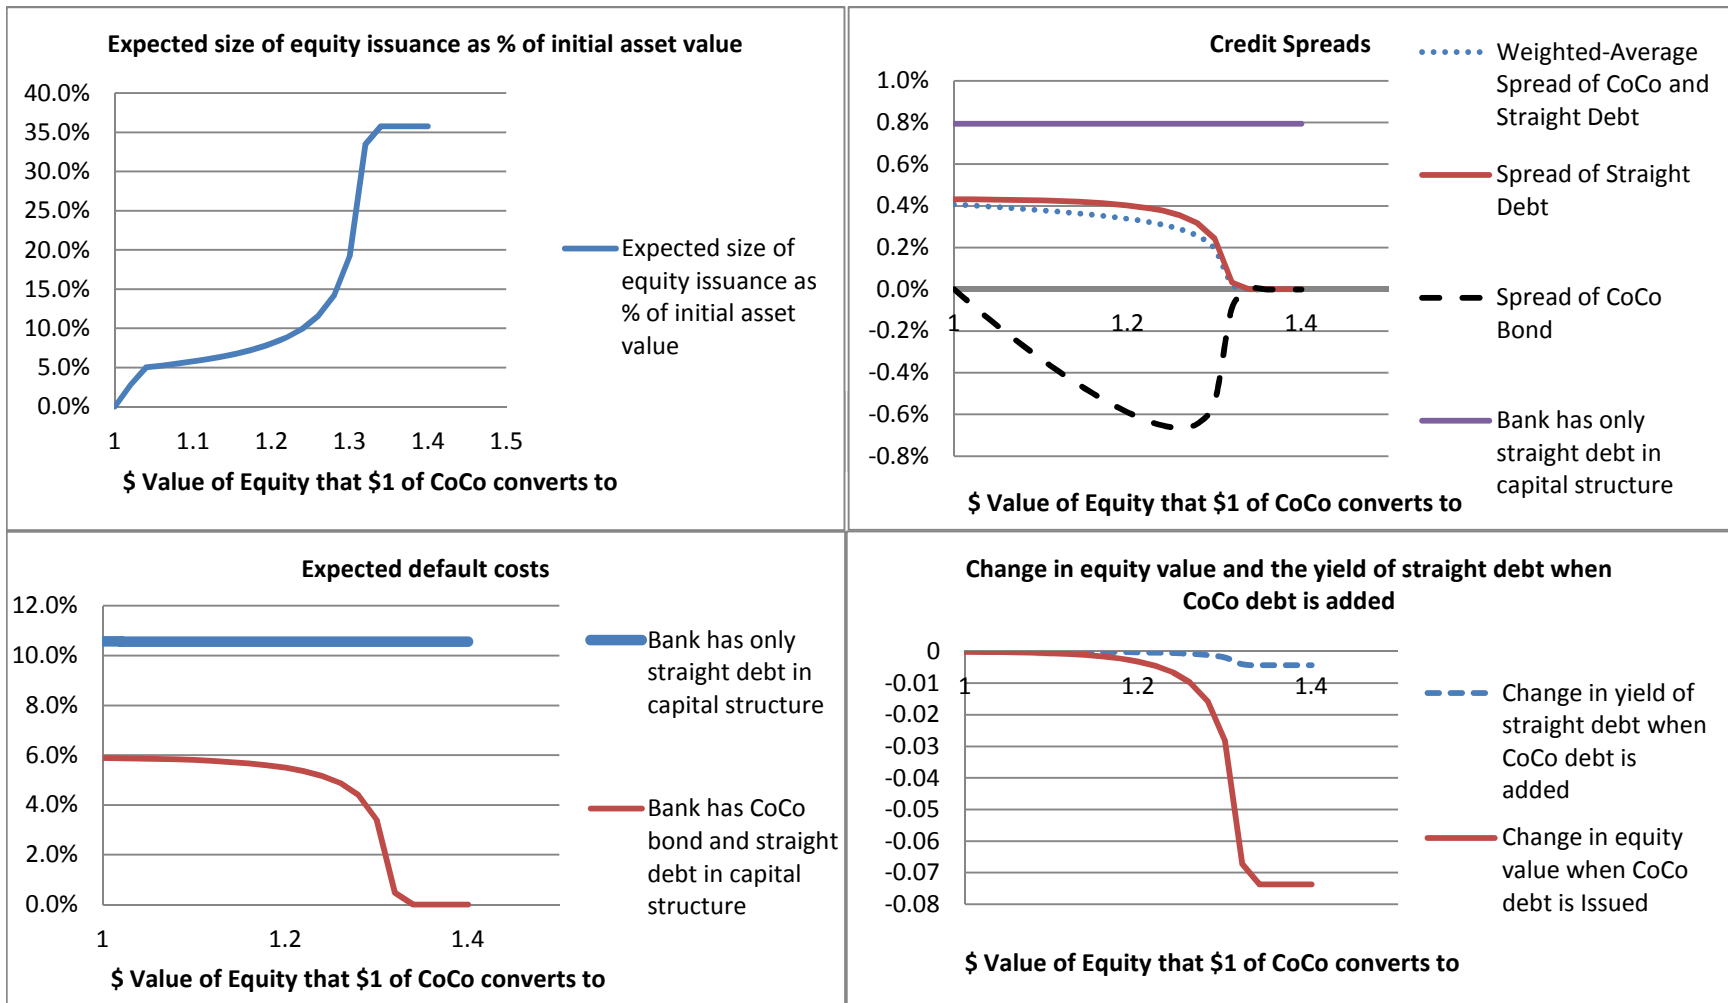 Expected size of equity issuance as % of initial asset value
40.0%
35.0%
30.0%
25.0%
20.0%
15.0%
10.0%
5.0%
0.0%
1 1.1 1.2 1.3 1.4 1.5
$ Value of Equity that $1 of CoCo converts to
Expected size of
equity issuance as
% of initial asset
value
Credit Spreads
1.0%
0.8%
0.6%
0.4%
0.2%
0.0%
-0.2%
-0.4%
-0.6%
-0.8%
1 1.2 1.4
$ Value of Equity that $1 of CoCo converts to
Weighted-Average
Spread of CoCo and
Straight Debt
Spread of Straight
Debt
Spread of CoCo
Bond
Bank has only
straight debt in
capital structure
Expected default costs
12.0%
10.0%
8.0%
6.0%
4.0%
2.0%
0.0%
1 1.2 1.4
$ Value of Equity that $1 of CoCo converts to
Bank has only
straight debt in
capital structure
Bank has CoCo
bond and straight
debt in capital
structure
Change in equity value and the yield of straight debt when
CoCo debt is added
0
-0.01
-0.02
-0.03
-0.04
-0.05
-0.06
-0.07
-0.08
1 1.2 1.4
$ Value of Equity that $1 of CoCo converts to
Change in yield of
straight debt when
CoCo debt is
added
Change in equity
value when CoCo
debt is Issued